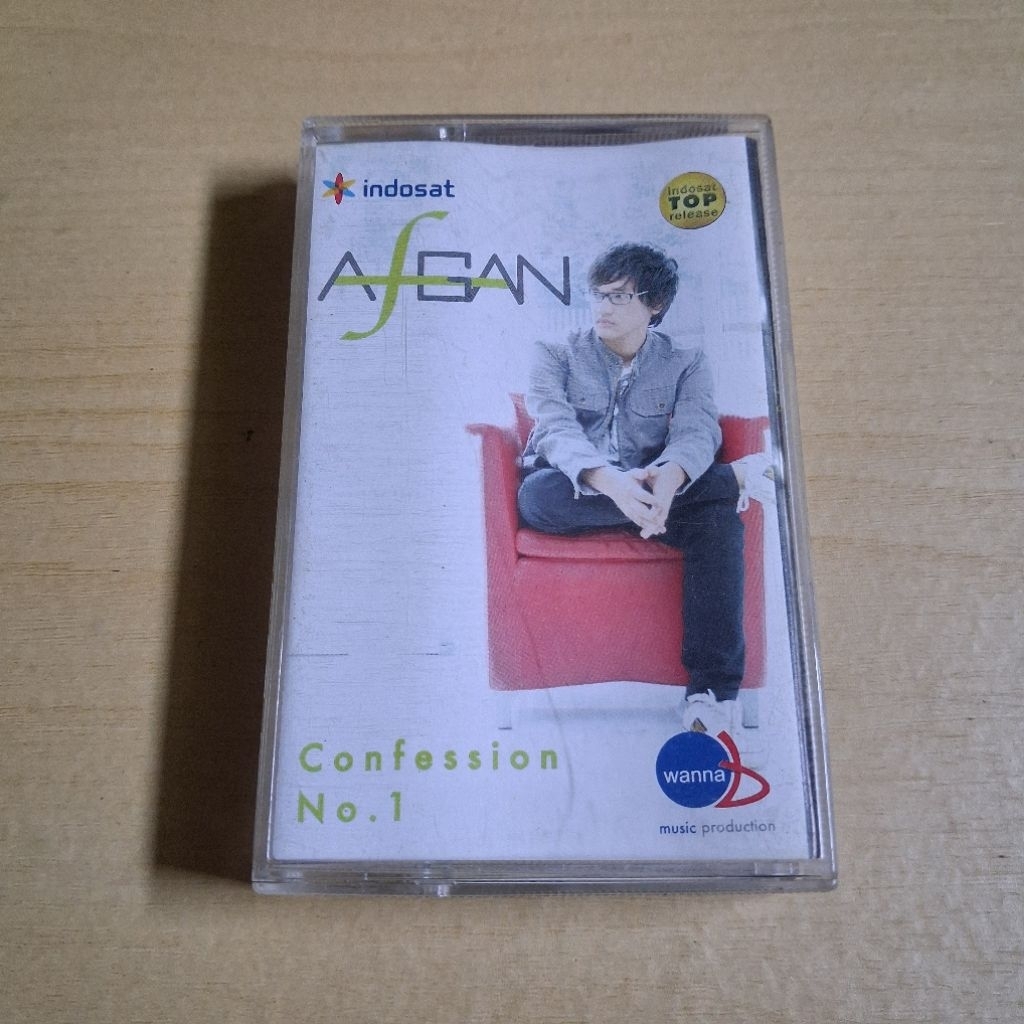 indosat
Indosat
TOP
release
AfGAN
Confession
No.1
wanna b
music production